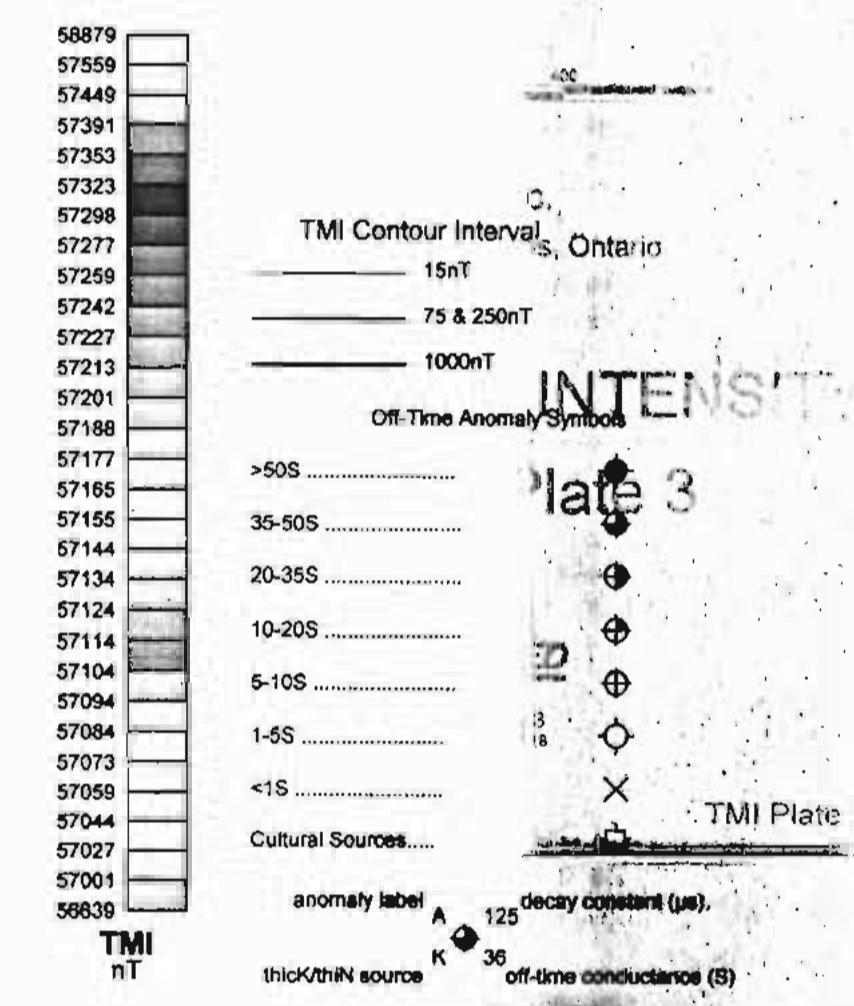 58879
57559
57449
57391
57353
57323
57298
57277
57259
57242
57227
57213
57201
57188
57177
57165
57155
57144
57134
57124
57114
57104
57094
57084
57073
57059
57044
57027
57001
56639
TMI
nT
400
s, Ontario
TMI Contour Interval
15nT
75 & 250nT
1000nT
INTENSIT
Off-Time Anomaly Symbols
Plate 3
>50S ........................
35-50S ........................
20-35S ........................
10-20S ........................
5-10S ........................
1-5S ........................
<1S ........................
TMI Plate
Cultural Sources.....
anomaly label
A
125
decay constant (µs).
K
36
thicK/thiN source
off-time conductance (S)